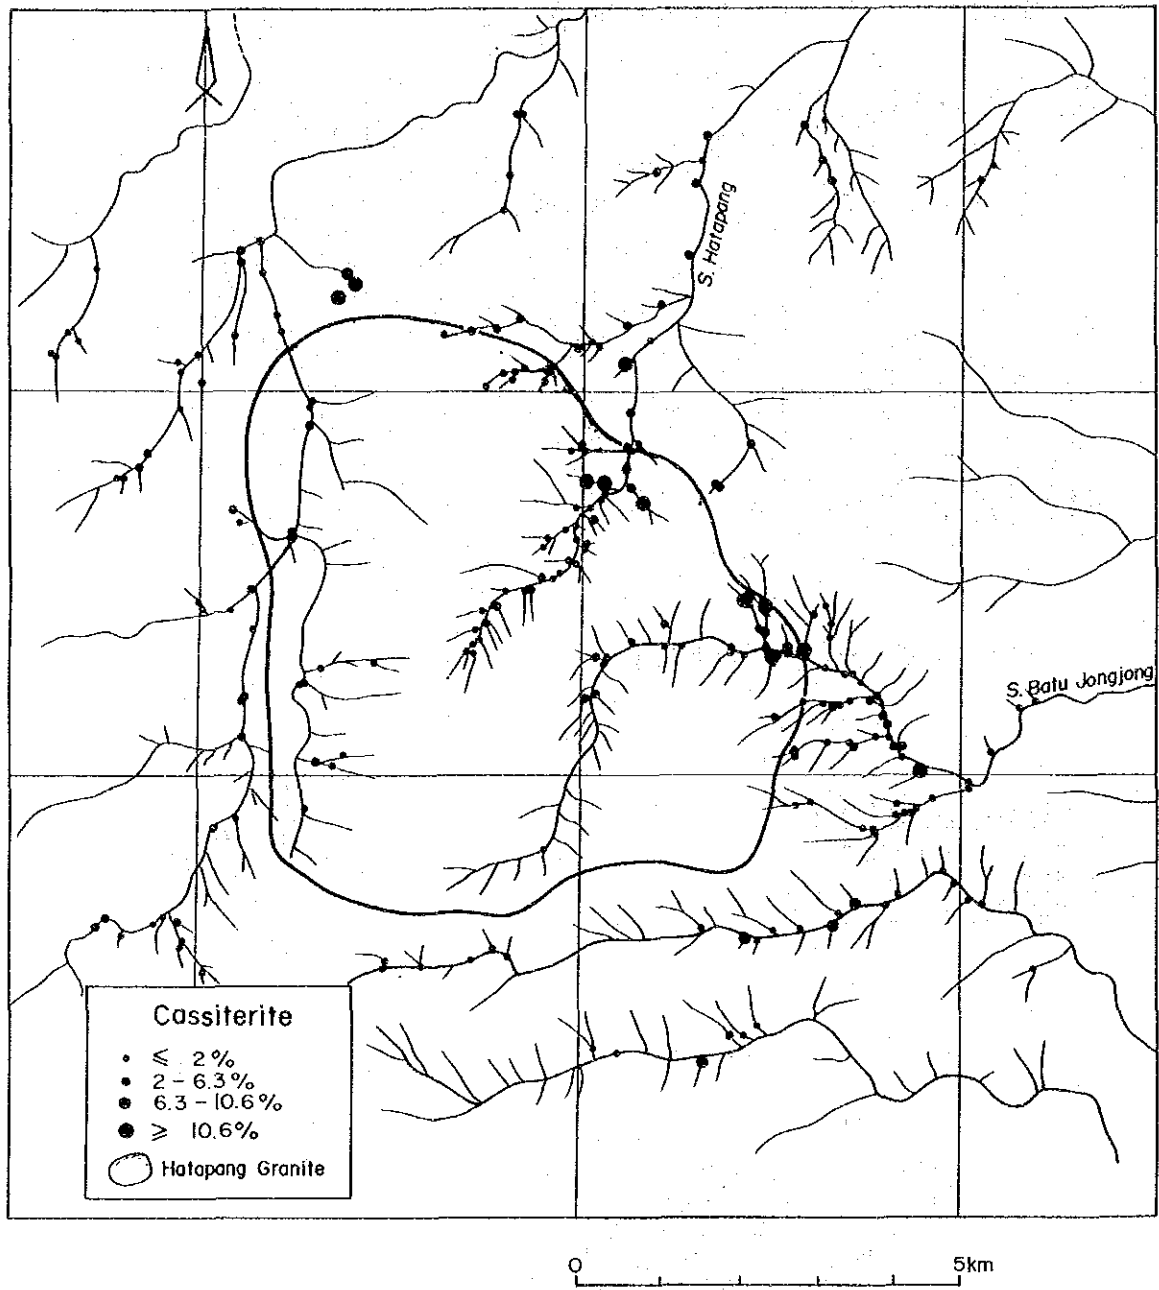 S. Hatapang
S. Batu Jongjong
Cassiterite
≤ 2%
2 - 6.3%
6.3 - 10.6%
≥ 10.6%
Hatapang Granite
0 5km